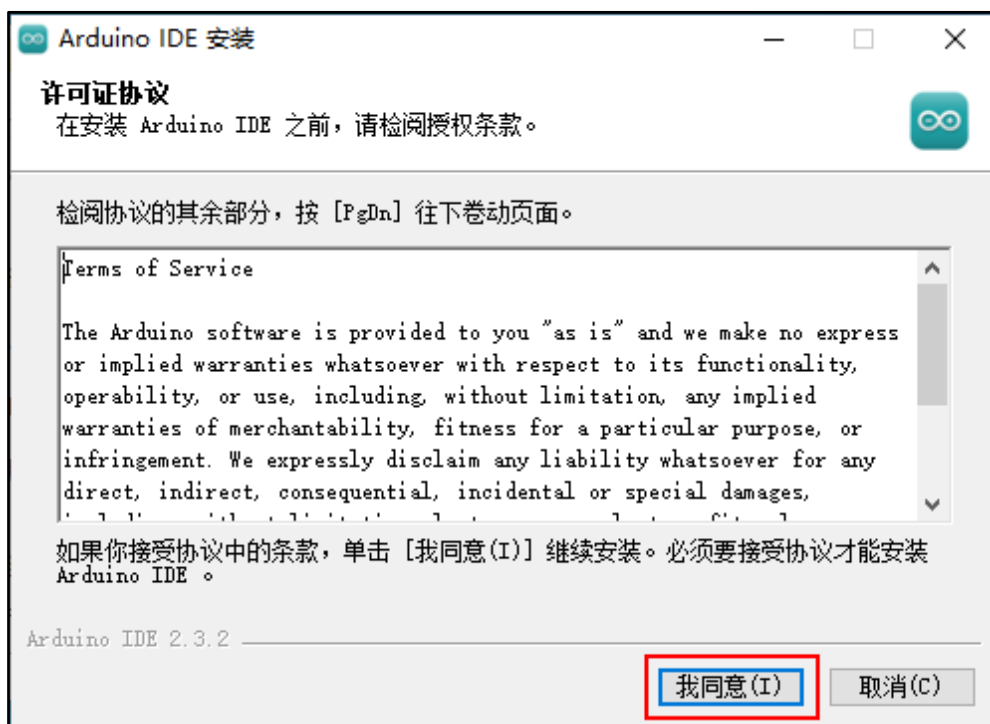 Arduino IDE 安装
许可证协议
在安装 Arduino IDE 之前，请检阅授权条款。
检阅协议的其余部分，按 [PgDn] 往下卷动页面。
Terms of Service
The Arduino software is provided to you "as is" and we make no express
or implied warranties whatsoever with respect to its functionality,
operability, or use, including, without limitation, any implied
warranties of merchantability, fitness for a particular purpose, or
infringement. We expressly disclaim any liability whatsoever for any
direct, indirect, consequential, incidental or special damages,
如果你接受协议中的条款，单击 [我同意(I)] 继续安装。必须要接受协议才能安装
Arduino IDE 。
Arduino IDE 2.3.2
我同意(I)
取消(C)